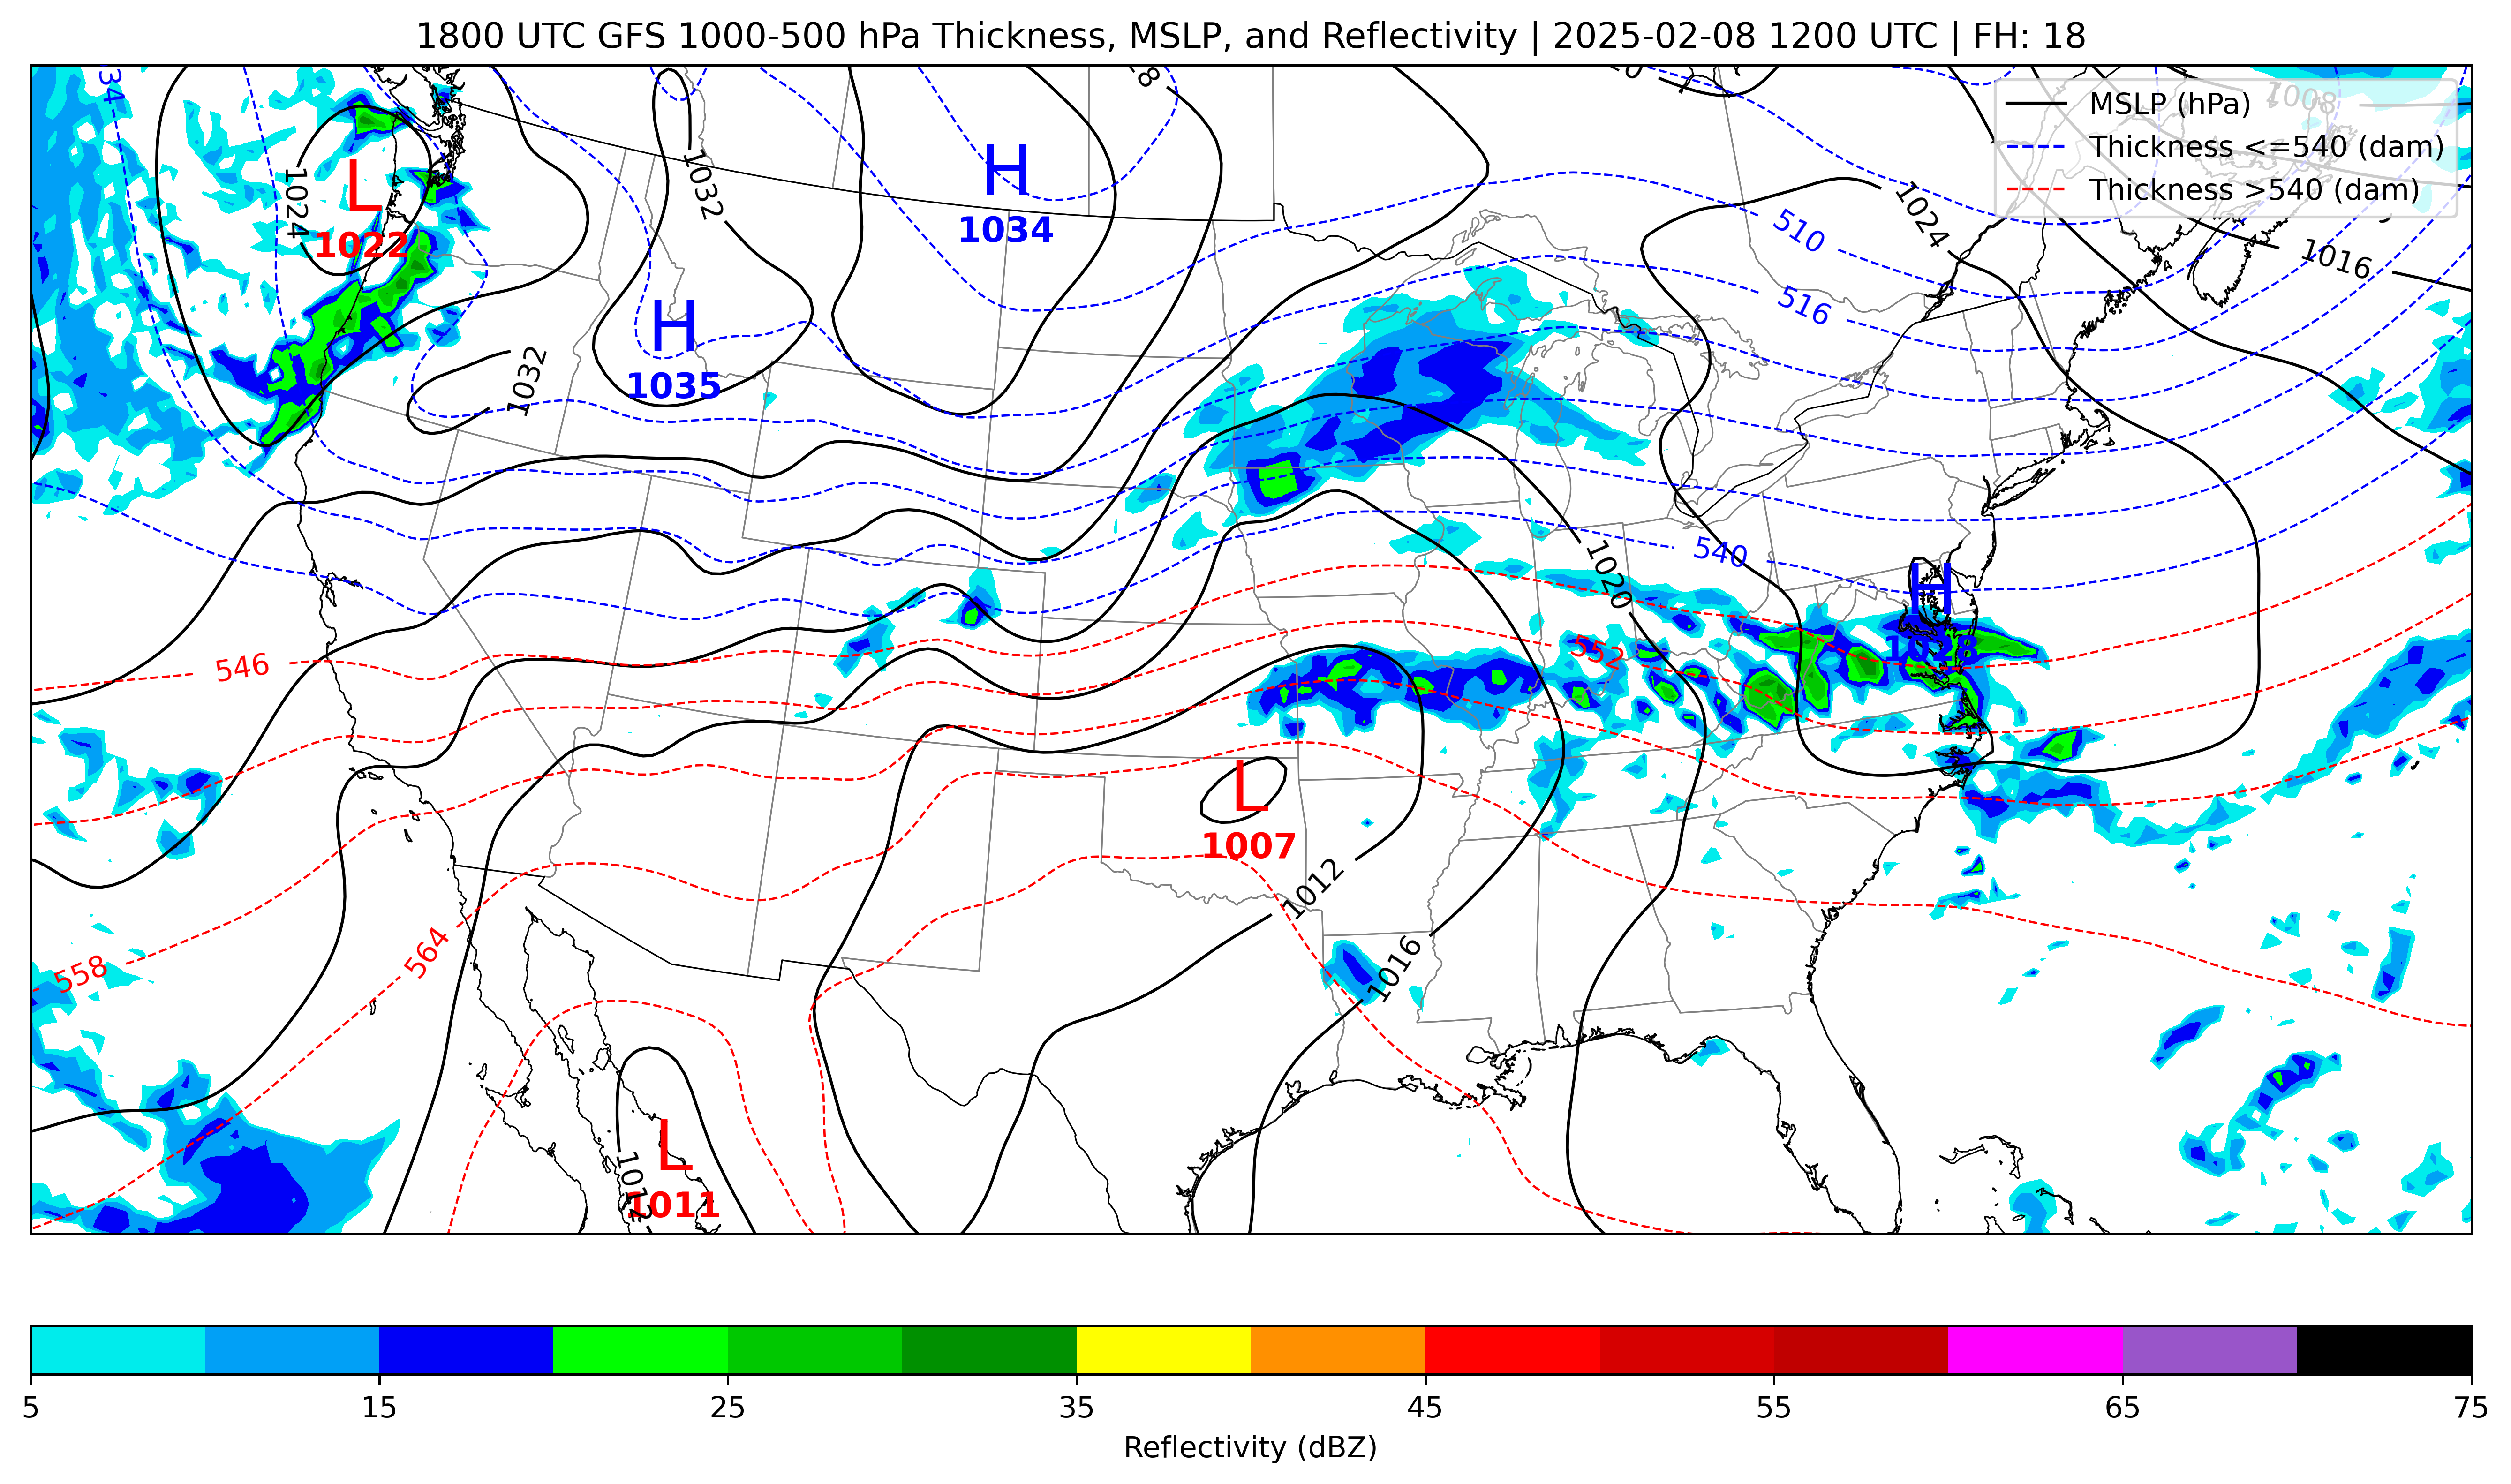 1800 UTC GFS 1000-500 hPa Thickness, MSLP, and Reflectivity | 2025-02-08 1200 UTC | FH: 18
MSLP (hPa)
Thickness <=540 (dam)
Thickness >540 (dam)
1008
1016
1024
1024
1032
H
1034
L
1022
510
516
H
1035
1032
540
1020
H
1028
546
552
L
1007
1012
1016
558
564
L
1011
1012
5
15
25
35
45
55
65
75
Reflectivity (dBZ)